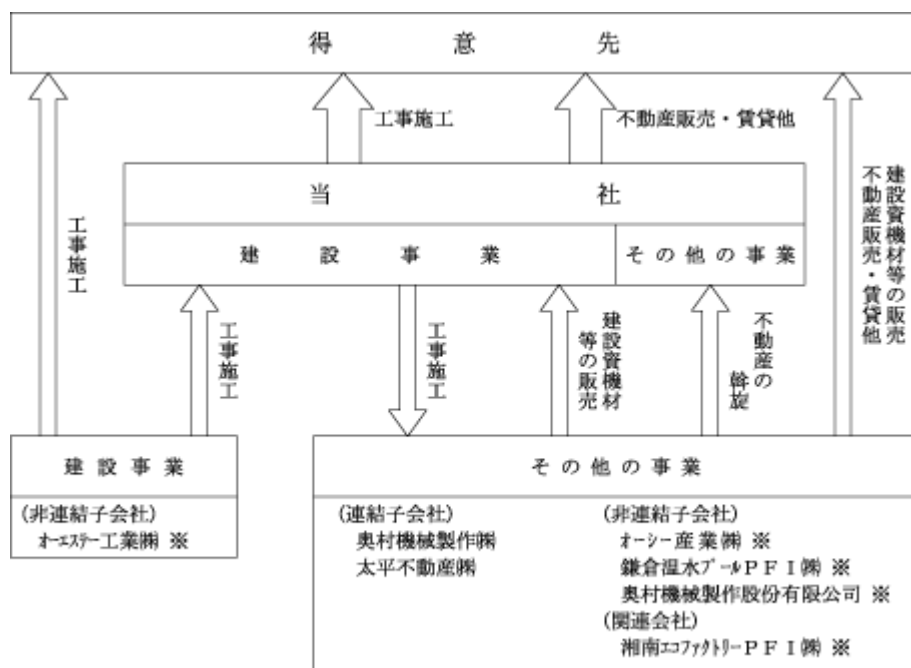 得意先
工事施工
不動産販売・賃貸他
当社
建設事業
その他の事業
工事施工
建設資機材等の販売
不動産販売・賃貸他
工事施工
工事施工
建設資機材
等の販売
不動産の
斡旋
建設事業
(非連結子会社)
オーエステー工業㈱ ※
その他の事業
(連結子会社)
奥村機械製作㈱
太平不動産㈱
(非連結子会社)
オーシー産業㈱ ※
鎌倉温水プールＰＦＩ㈱ ※
奥村機械製作股份有限公司 ※
(関連会社)
湘南エコファクトリーＰＦＩ㈱ ※